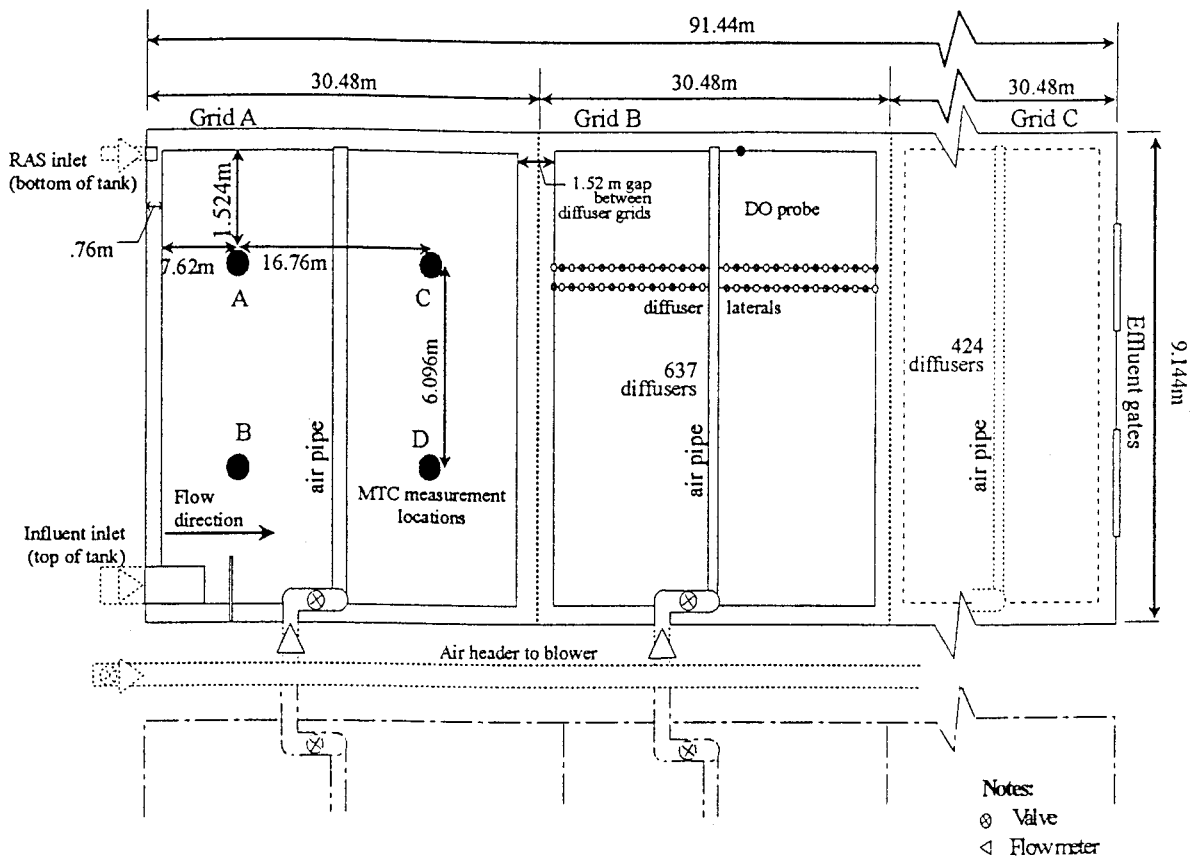 91.44m
30.48m
30.48m
30.48m
Grid A
Grid B
Grid C
RAS inlet
(bottom of tank)
.76m
1.524m
7.62m
16.76m
A
C
6.096m
B
D
1.52 m gap
between
diffuser grids
DO probe
diffuser laterals
637
diffusers
424
diffusers
air pipe
air pipe
air pipe
Effluent gates
9.144m
MTC measurement
locations
Flow
direction
Influent inlet
(top of tank)
Air header to blower
Notes:
Valve
Flow meter